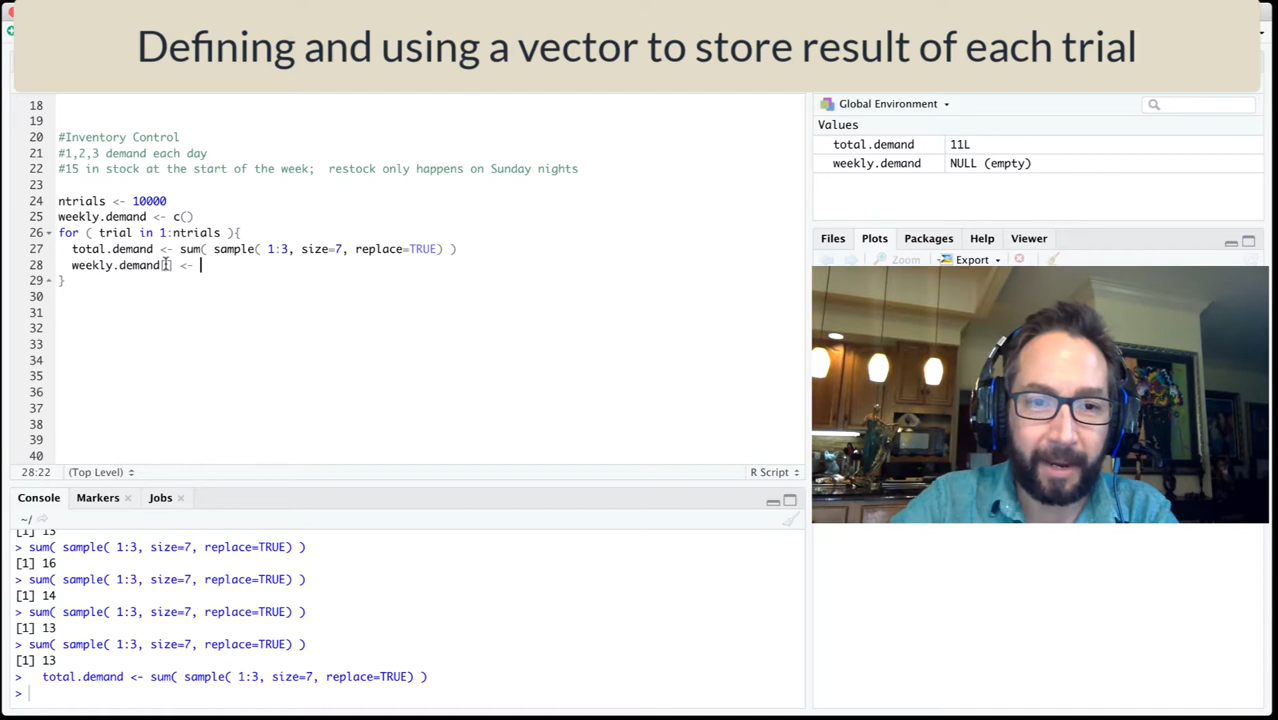 Defining and using a vector to store result of each trial
18
19
20 #Inventory Control
21 #1,2,3 demand each day
22 #15 in stock at the start of the week;  restock only happens on Sunday nights
23
24 ntrials <- 10000
25 weekly.demand <- c()
26 for ( trial in 1:ntrials ){
27 total.demand <- sum( sample( 1:3, size=7, replace=TRUE) )
28 weekly.demand[] <-
29 }
30
31
32
33
34
35
36
37
38
39
40
28:22 (Top Level) R Script
Global Environment
Values
total.demand 11L
weekly.demand NULL (empty)
Files Plots Packages Help Viewer
Zoom Export
Console Markers Jobs
~/
[1] 13
> sum( sample( 1:3, size=7, replace=TRUE) )
[1] 16
> sum( sample( 1:3, size=7, replace=TRUE) )
[1] 14
> sum( sample( 1:3, size=7, replace=TRUE) )
[1] 13
> sum( sample( 1:3, size=7, replace=TRUE) )
[1] 13
>   total.demand <- sum( sample( 1:3, size=7, replace=TRUE) )
>